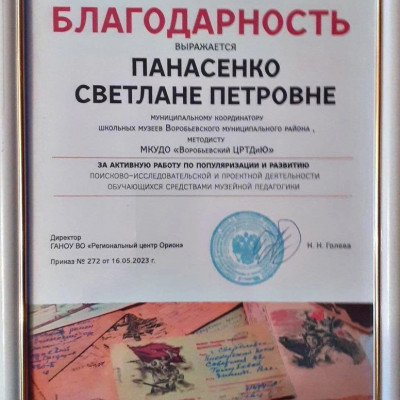 БЛАГОДАРНОСТЬ
ВЫРАЖАЕТСЯ
ПАНАСЕНКО
СВЕТЛАНЕ ПЕТРОВНЕ
МУНИЦИПАЛЬНОМУ КООРДИНАТОРУ
ШКОЛЬНЫХ МУЗЕЕВ ВОРОБЬЕВСКОГО МУНИЦИПАЛЬНОГО РАЙОНА ,
МЕТОДИСТУ
МКУДО «ВОРОБЬЕВСКИЙ ЦРТДиЮ»
ЗА АКТИВНУЮ РАБОТУ ПО ПОПУЛЯРИЗАЦИИ И РАЗВИТИЮ
ПОИСКОВО-ИССЛЕДОВАТЕЛЬСКОЙ И ПРОЕКТНОЙ ДЕЯТЕЛЬНОСТИ
ОБУЧАЮЩИХСЯ СРЕДСТВАМИ МУЗЕЙНОЙ ПЕДАГОГИКИ
Директор
ГАНОУ ВО «Региональный центр Орион»
Н. Н. Голева
Приказ № 272 от 16.05.2023 г.